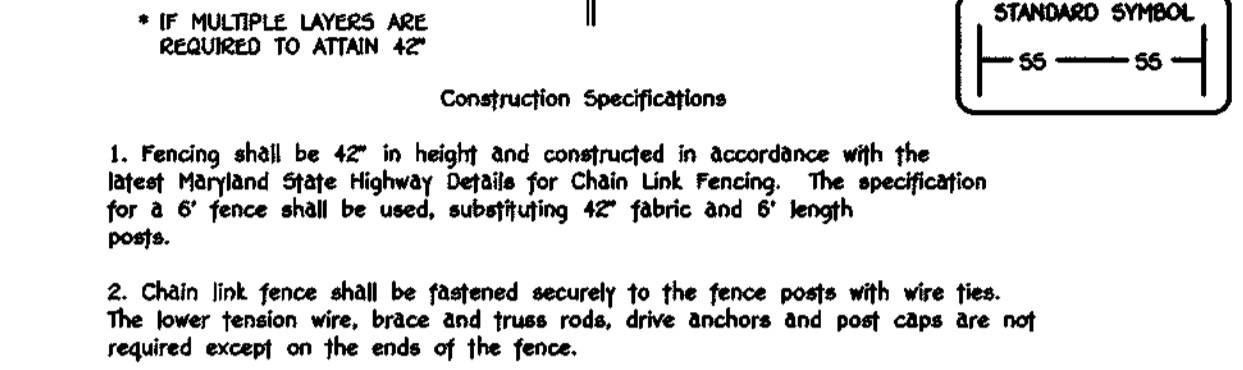 * IF MULTIPLE LAYERS ARE
REQUIRED TO ATTAIN 42"
STANDARD SYMBOL
SS SS
Construction Specifications
1. Fencing shall be 42" in height and constructed in accordance with the
latest Maryland State Highway Details for Chain Link Fencing. The specification
for a 6' fence shall be used, substituting 42" fabric and 6' length
posts.
2. Chain link fence shall be fastened securely to the fence posts with wire ties.
The lower tension wire, brace and truss rods, drive anchors and post caps are not
required except on the ends of the fence.